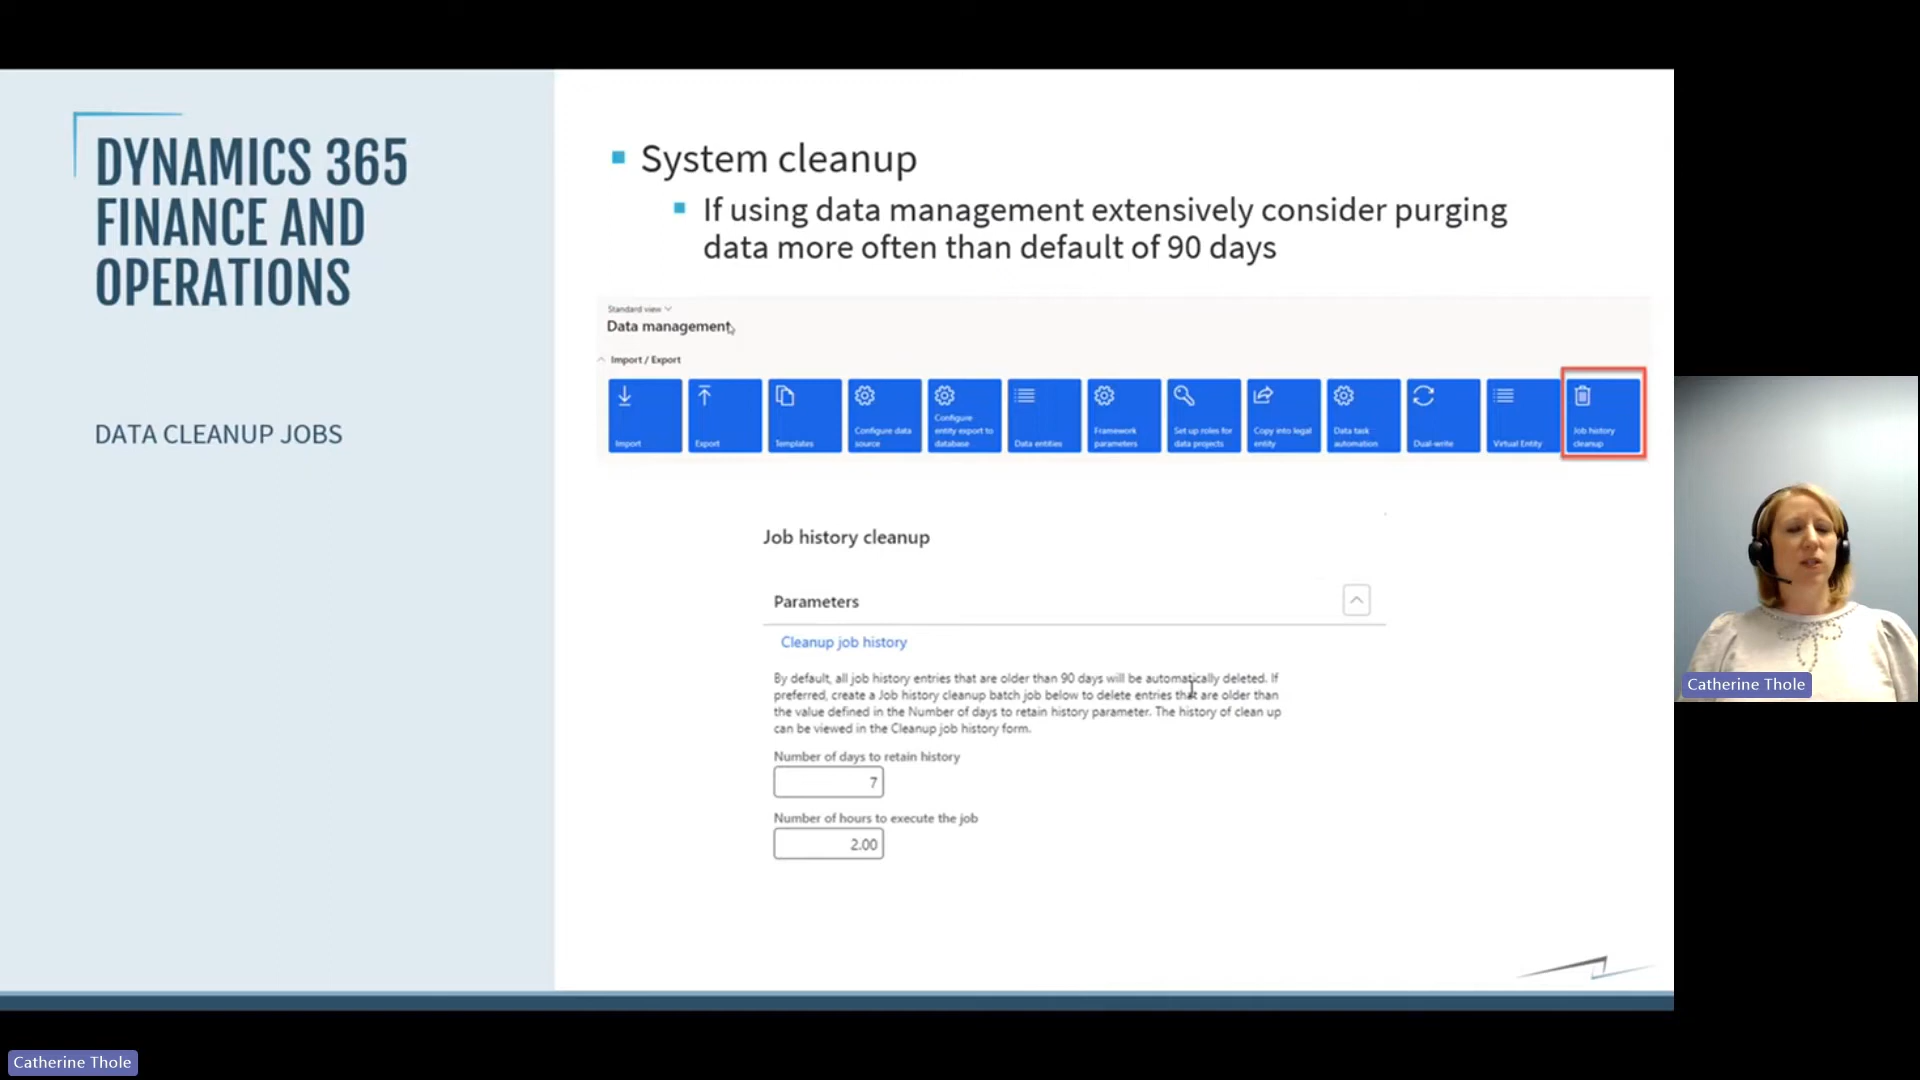 DYNAMICS 365
FINANCE AND
OPERATIONS
DATA CLEANUP JOBS
System cleanup
If using data management extensively consider purging
data more often than default of 90 days
Standard view
Data management
Import / Export
Import
Export
Templates
Configure data
source
Configure
entity export to
database
Data entities
Framework
parameters
Set up roles for
data projects
Copy into legal
entity
Data task
automation
Dual-write
Virtual Entity
Job history
cleanup
Job history cleanup
Parameters
Cleanup job history
By default, all job history entries that are older than 90 days will be automatically deleted. If
preferred, create a Job history cleanup batch job below to delete entries that are older than
the value defined in the Number of days to retain history parameter. The history of clean up
can be viewed in the Cleanup job history form.
Number of days to retain history
7
Number of hours to execute the job
2.00
Catherine Thole
Catherine Thole